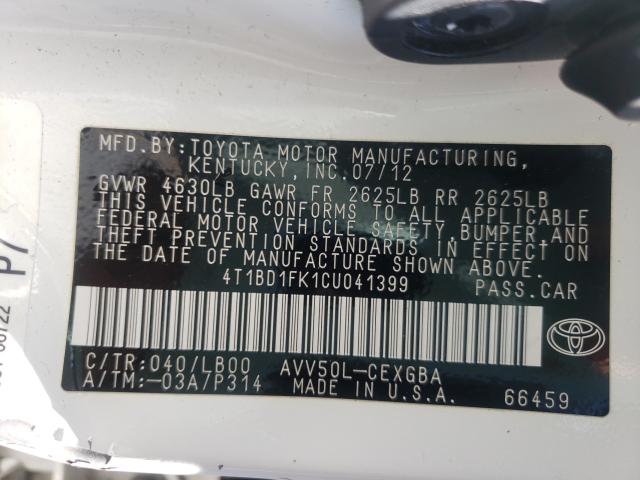 MFD.BY:TOYOTA MOTOR MANUFACTURING,
KENTUCKY,INC.07/12
GVWR 4630LB GAWR FR 2625LB RR 2625LB
THIS VEHICLE CONFORMS TO ALL APPLICABLE
FEDERAL MOTOR VEHICLE SAFETY,BUMPER,AND
THEFT PREVENTION STANDARDS IN EFFECT ON
THE DATE OF MANUFACTURE SHOWN ABOVE.
4T1BD1FK1CU041399 PASS.CAR
C/TR:040/LB00 AVV50L-CEXGBA
A/TM:-03A/P314 MADE IN U.S.A. 66459
P7